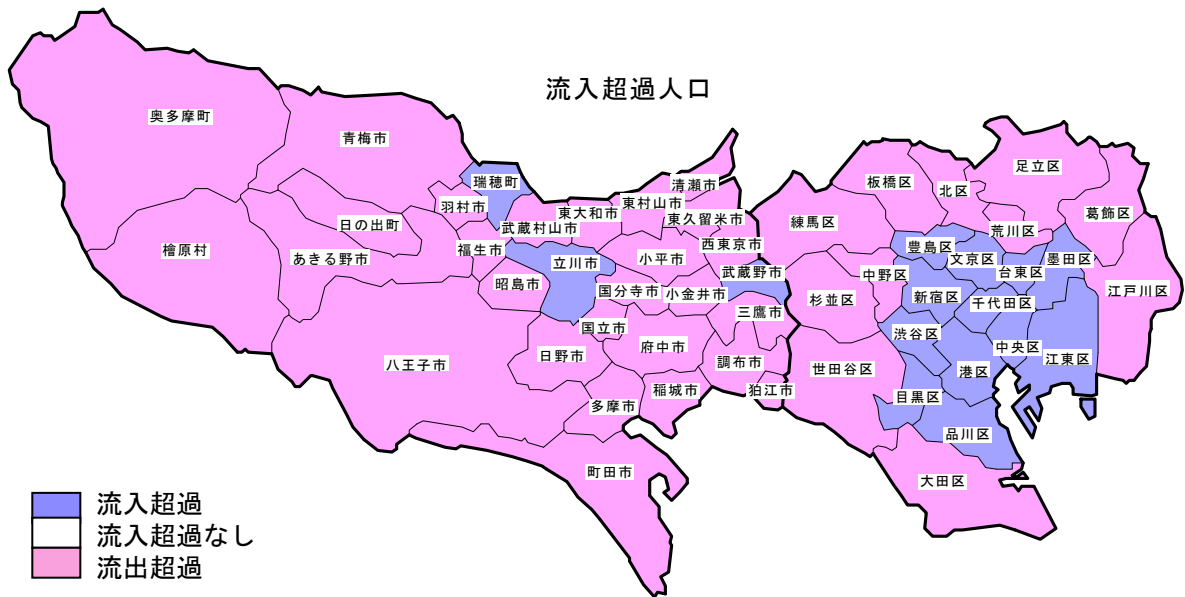 流入超過人口
奥多摩町
青梅市
瑞穂町
羽村市
日の出町
檜原村
あきる野市
福生市
昭島市
武蔵村山市
東大和市
東村山市
清瀬市
東久留米市
西東京市
立川市
小平市
国分寺市
小金井市
武蔵野市
三鷹市
国立市
日野市
府中市
調布市
狛江市
八王子市
多摩市
稲城市
町田市
板橋区
北区
足立区
葛飾区
練馬区
荒川区
豊島区
文京区
台東区
墨田区
中野区
杉並区
新宿区
千代田区
江戸川区
渋谷区
中央区
江東区
世田谷区
港区
目黒区
品川区
大田区
流入超過
流入超過なし
流出超過